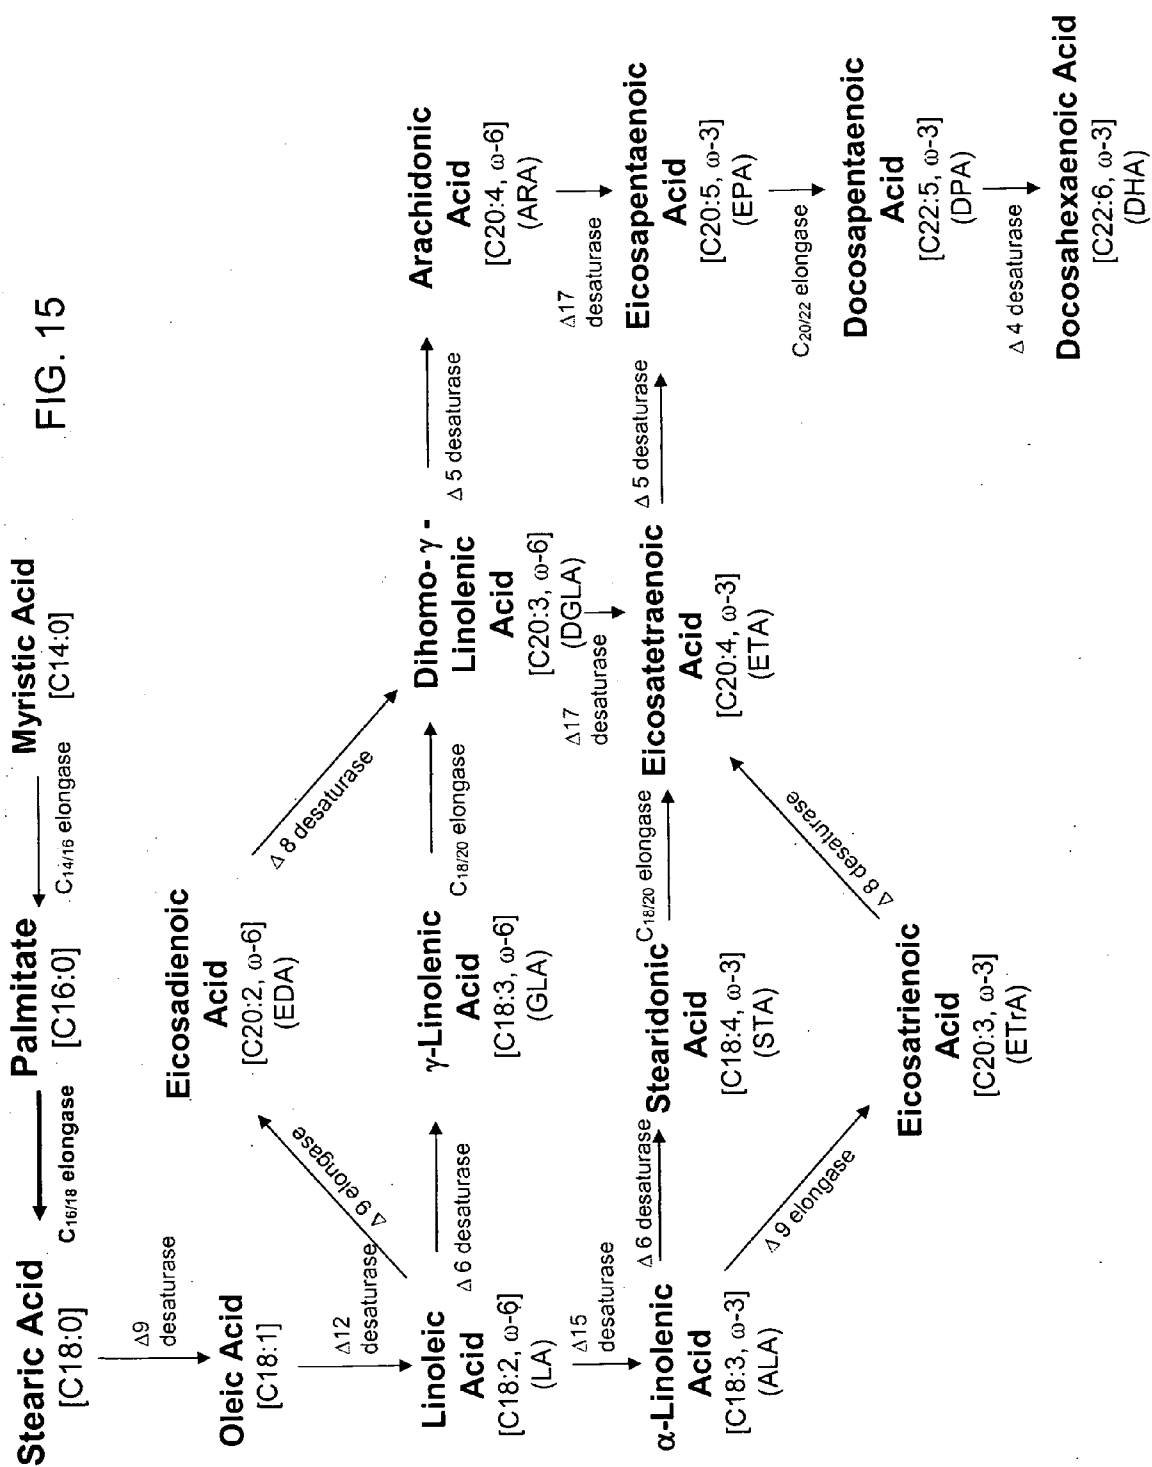 FIG. 15
Myristic Acid
[C14:0]
C14/16 elongase
Palmitate
[C16:0]
C16/18 elongase
Stearic Acid
[C18:0]
Δ9
desaturase
Oleic Acid
[C18:1]
Δ12
desaturase
Linoleic
Acid
[C18:2, ω-6]
(LA)
Δ 9 elongase
Eicosadienoic
Acid
[C20:2, ω-6]
(EDA)
Δ 8 desaturase
Δ 6 desaturase
γ-Linolenic
Acid
[C18:3, ω-6]
(GLA)
C18/20 elongase
Dihomo-γ-
Linolenic
Acid
[C20:3, ω-6]
(DGLA)
Δ 5 desaturase
Arachidonic
Acid
[C20:4, ω-6]
(ARA)
Δ15
desaturase
Δ17
desaturase
Δ17
desaturase
α-Linolenic
Acid
[C18:3, ω-3]
(ALA)
Δ 6 desaturase
Stearidonic
Acid
[C18:4, ω-3]
(STA)
C18/20 elongase
Eicosatetraenoic
Acid
[C20:4, ω-3]
(ETA)
Δ 5 desaturase
Eicosapentaenoic
Acid
[C20:5, ω-3]
(EPA)
Δ 9 elongase
Eicosatrienoic
Acid
[C20:3, ω-3]
(ETrA)
Δ 8 desaturase
C20/22 elongase
Docosapentaenoic
Acid
[C22:5, ω-3]
(DPA)
Δ 4 desaturase
Docosahexaenoic Acid
[C22:6, ω-3]
(DHA)